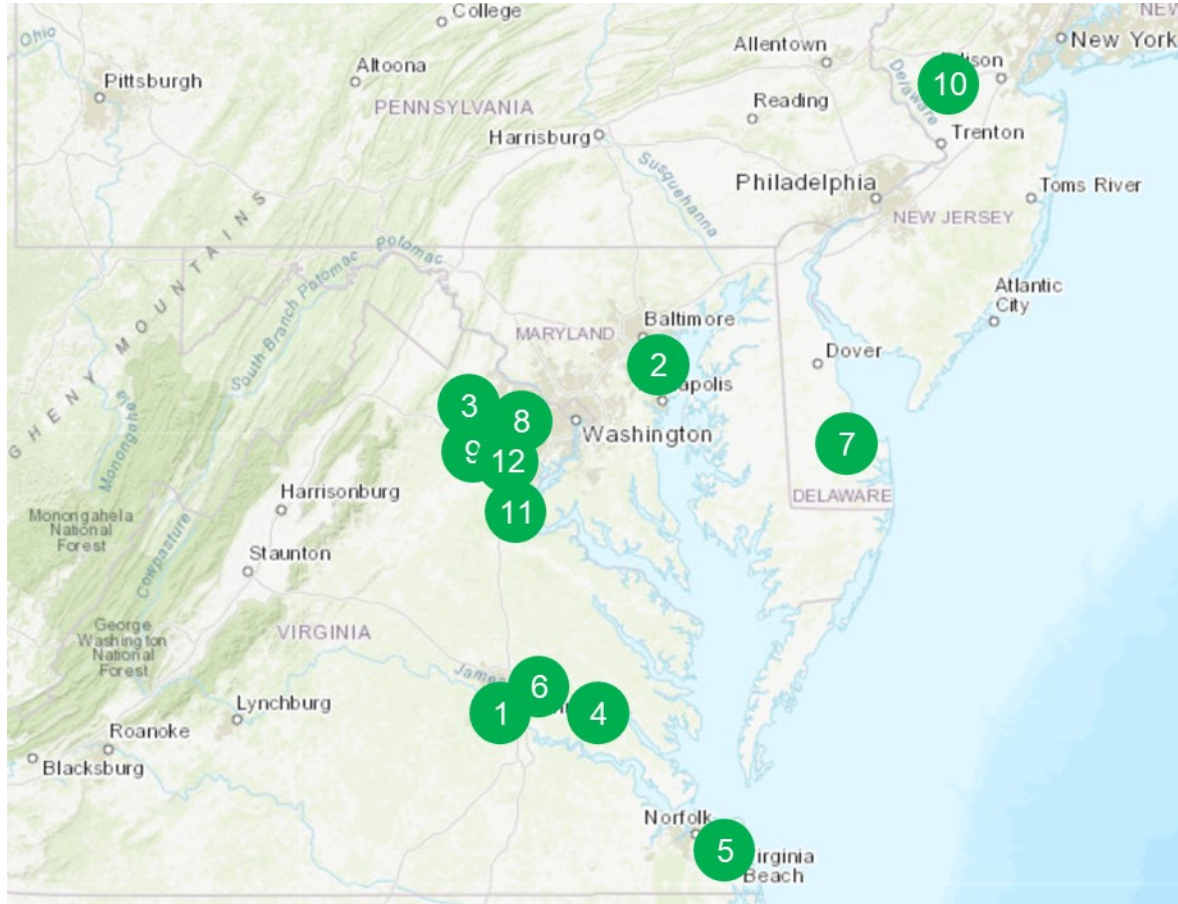 College
NEW
Ohio
New York
Allentown
Edison
Altoona
Pittsburgh
10
Delaware
PENNSYLVANIA
Reading
Harrisburg
Trenton
Susquehanna
Philadelphia
Toms River
NEW JERSEY
GHENY MOUNTAINS
Potomac
South Branch Potomac
Atlantic
City
Baltimore
MARYLAND
2
Dover
apolis
3
8
Washington
7
9
12
Monongahela
Harrisonburg
DELAWARE
11
Monongahela
National
Forest
Cowpasture
Staunton
George
Washington
National
Forest
VIRGINIA
James
6
1
4
Lynchburg
Roanoke
Blacksburg
Norfolk
5
irginia
Beach